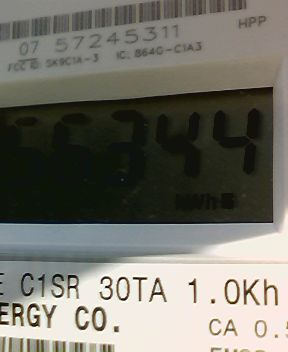 HPP
07 57245311
FCC ID: SK9C1A-3 IC: 864G-C1A3
56344
kWh
E C1SR 30TA 1.0Kh
ERGY CO.
CA 0.5